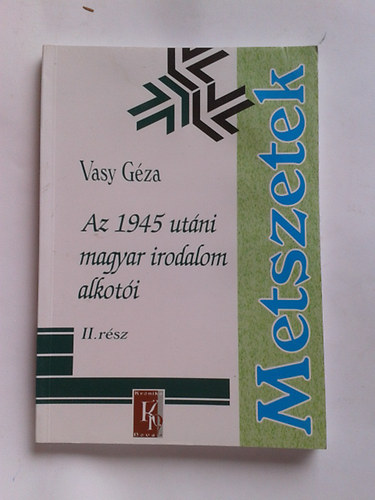 Vasy Géza
Az 1945 utáni
magyar irodalom
alkotói
II. rész
Metszetek